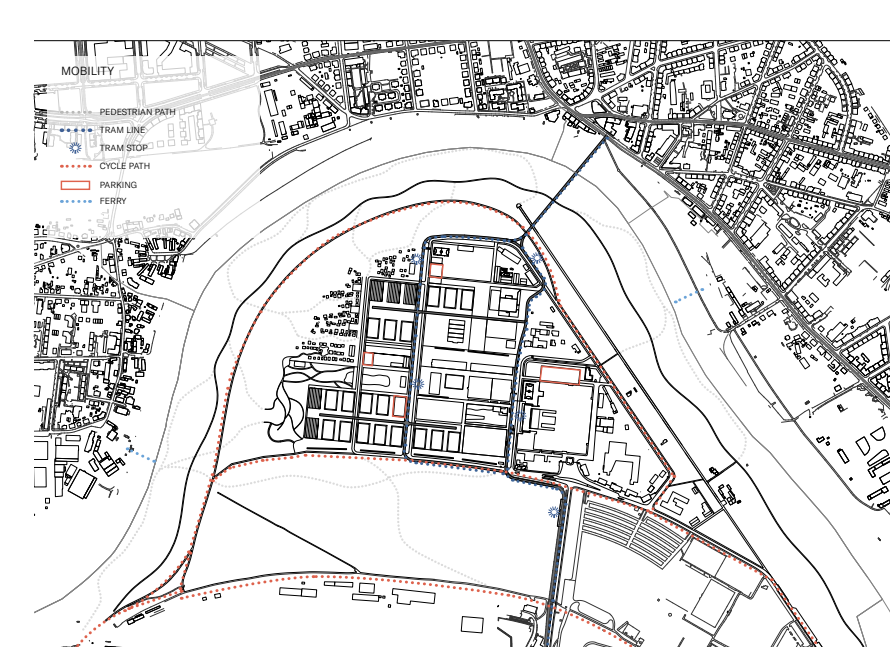 MOBILITY
PEDESTRIAN PATH
TRAM LINE
TRAM STOP
CYCLE PATH
PARKING
FERRY